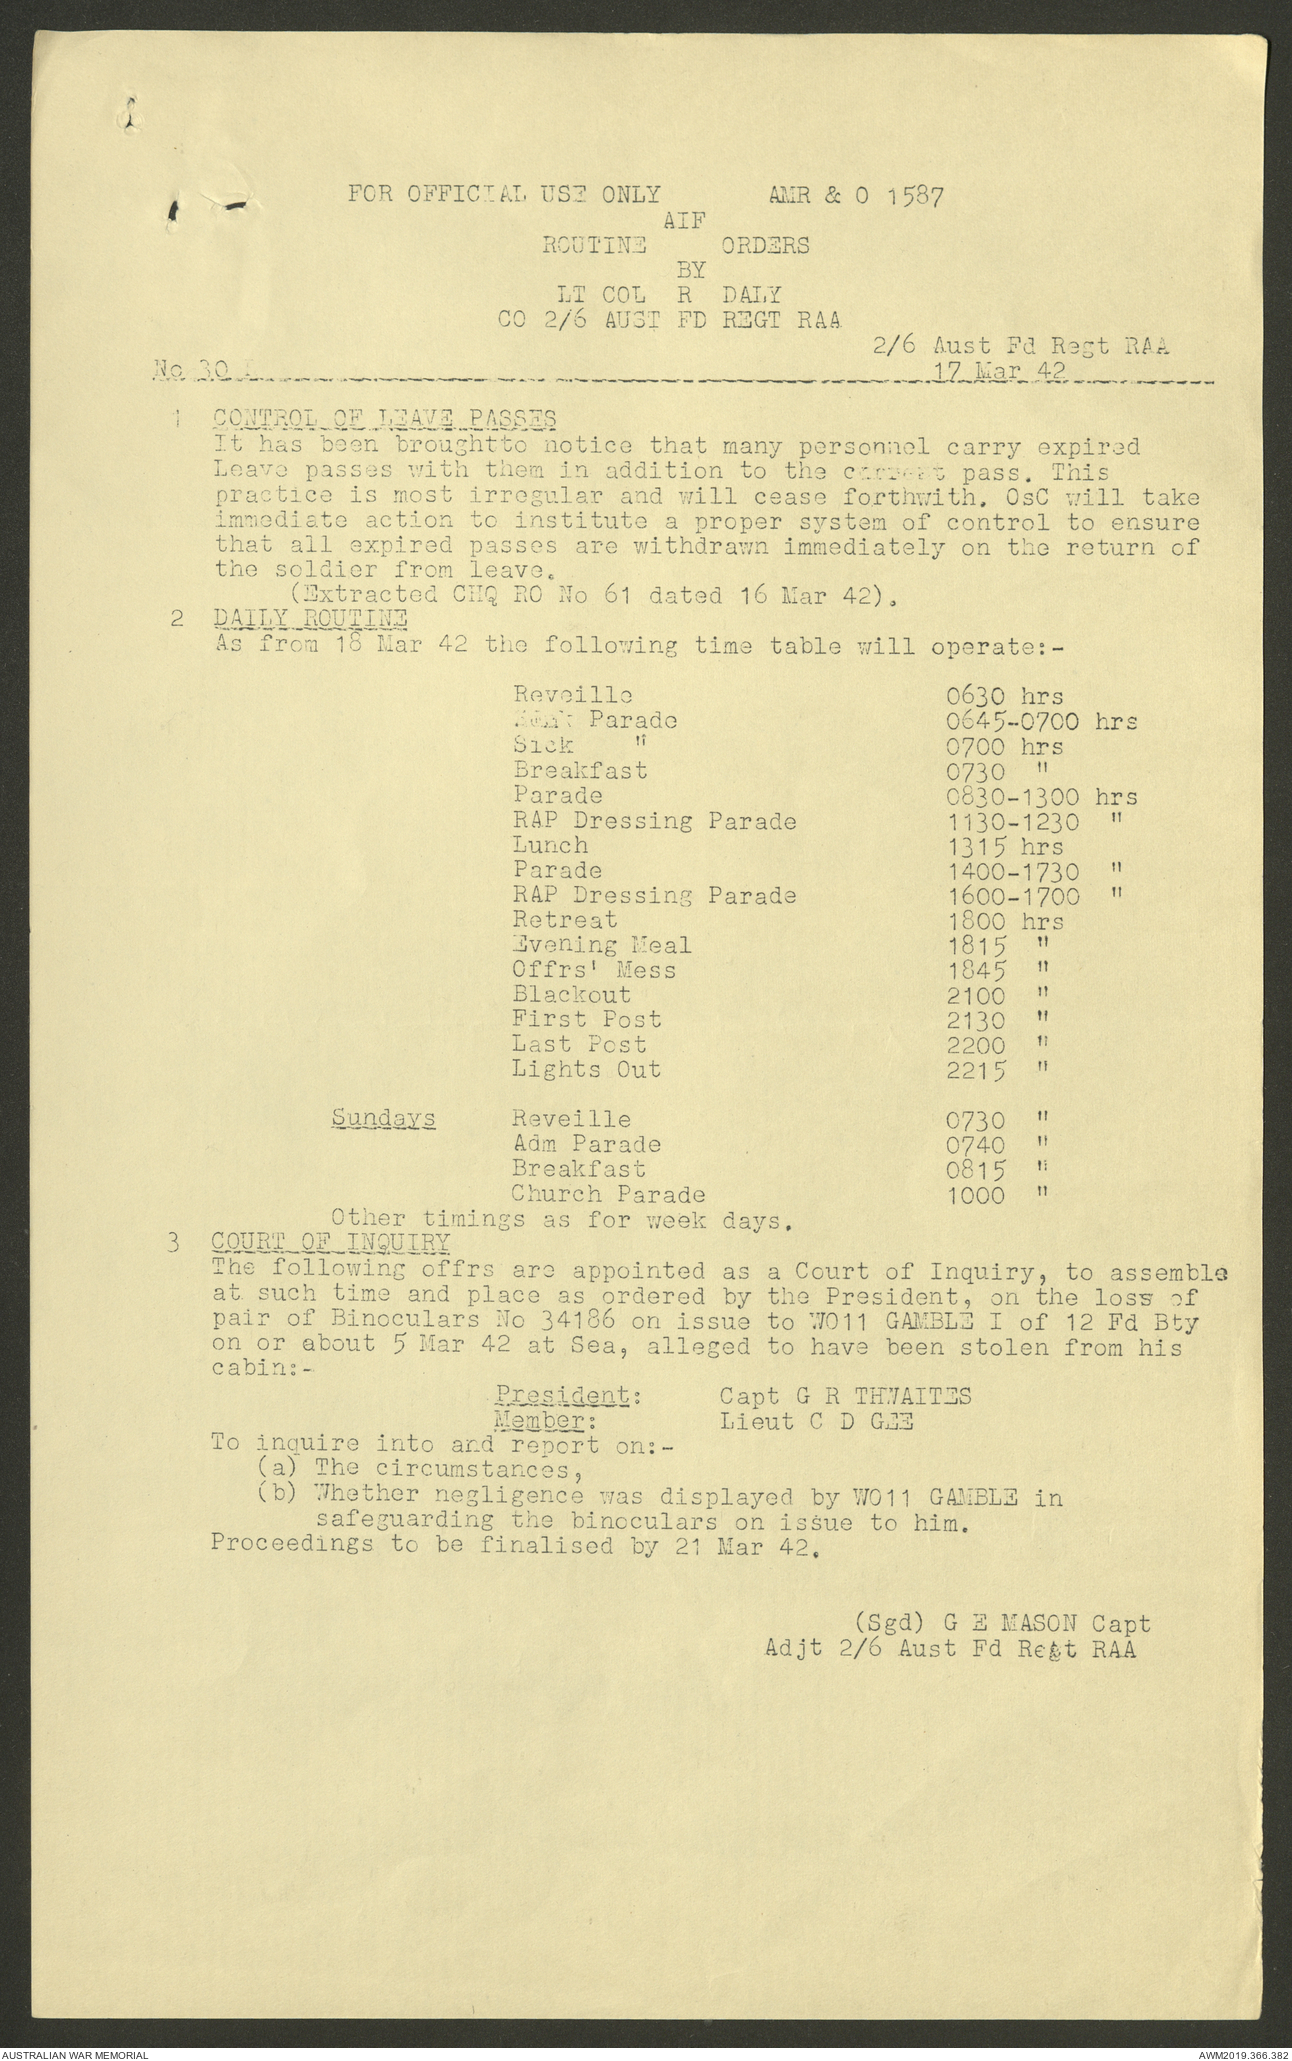 FOR OFFICIAL USE ONLY AMR & O 1587
AIF
ROUTINE ORDERS
BY
LT COL R DALY
CO 2/6 AUST FD REGT RAA
2/6 Aust Fd Regt RAA
No 30 17 Mar 42
1 CONTROL OF LEAVE PASSES
It has been broughtto notice that many personnel carry expired
Leave passes with them in addition to the current pass. This
practice is most irregular and will cease forthwith. OsC will take
immediate action to institute a proper system of control to ensure
that all expired passes are withdrawn immediately on the return of
the soldier from leave.
(Extracted CHQ RO No 61 dated 16 Mar 42).
2 DAILY ROUTINE
As from 18 Mar 42 the following time table will operate:-
Reveille 0630 hrs
Parade 0645-0700 hrs
Sick " 0700 hrs
Breakfast 0730 "
Parade 0830-1300 hrs
RAP Dressing Parade 1130-1230 "
Lunch 1315 hrs
Parade 1400-1730 "
RAP Dressing Parade 1600-1700 "
Retreat 1800 hrs
Evening Meal 1815 "
Offrs' Mess 1845 "
Blackout 2100 "
First Post 2130 "
Last Post 2200 "
Lights Out 2215 "
Sundays Reveille 0730 "
Adm Parade 0740 "
Breakfast 0815 "
Church Parade 1000 "
Other timings as for week days.
3 COURT OF INQUIRY
The following offrs are appointed as a Court of Inquiry, to assemble
at such time and place as ordered by the President, on the loss of
pair of Binoculars No 34186 on issue to WO11 GAMBLE I of 12 Fd Bty
on or about 5 Mar 42 at Sea, alleged to have been stolen from his
cabin:-
President: Capt G R THWAITES
Member: Lieut C D GEE
To inquire into and report on:-
(a) The circumstances,
(b) Whether negligence was displayed by WO11 GAMBLE in
safeguarding the binoculars on issue to him.
Proceedings to be finalised by 21 Mar 42.
(Sgd) G E MASON Capt
Adjt 2/6 Aust Fd Regt RAA
AUSTRALIAN WAR MEMORIAL AWM2019.366.382